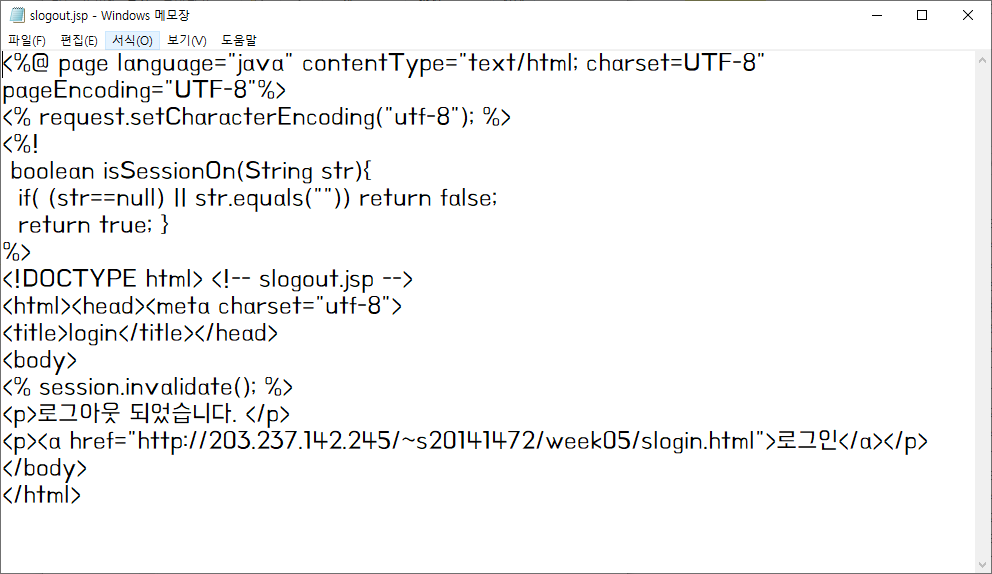 slogout.jsp - Windows 메모장
파일(F) 편집(E) 서식(O) 보기(V) 도움말
<%@ page language="java" contentType="text/html; charset=UTF-8"
pageEncoding="UTF-8"%>
<% request.setCharacterEncoding("utf-8"); %>
<%!
 boolean isSessionOn(String str){
  if( (str==null) || str.equals("")) return false;
  return true; }
%>
<!DOCTYPE html> <!-- slogout.jsp -->
<html><head><meta charset="utf-8">
<title>login</title></head>
<body>
<% session.invalidate(); %>
<p>로그아웃 되었습니다. </p>
<p><a href="http://203.237.142.245/~s20141472/week05/slogin.html">로그인</a></p>
</body>
</html>